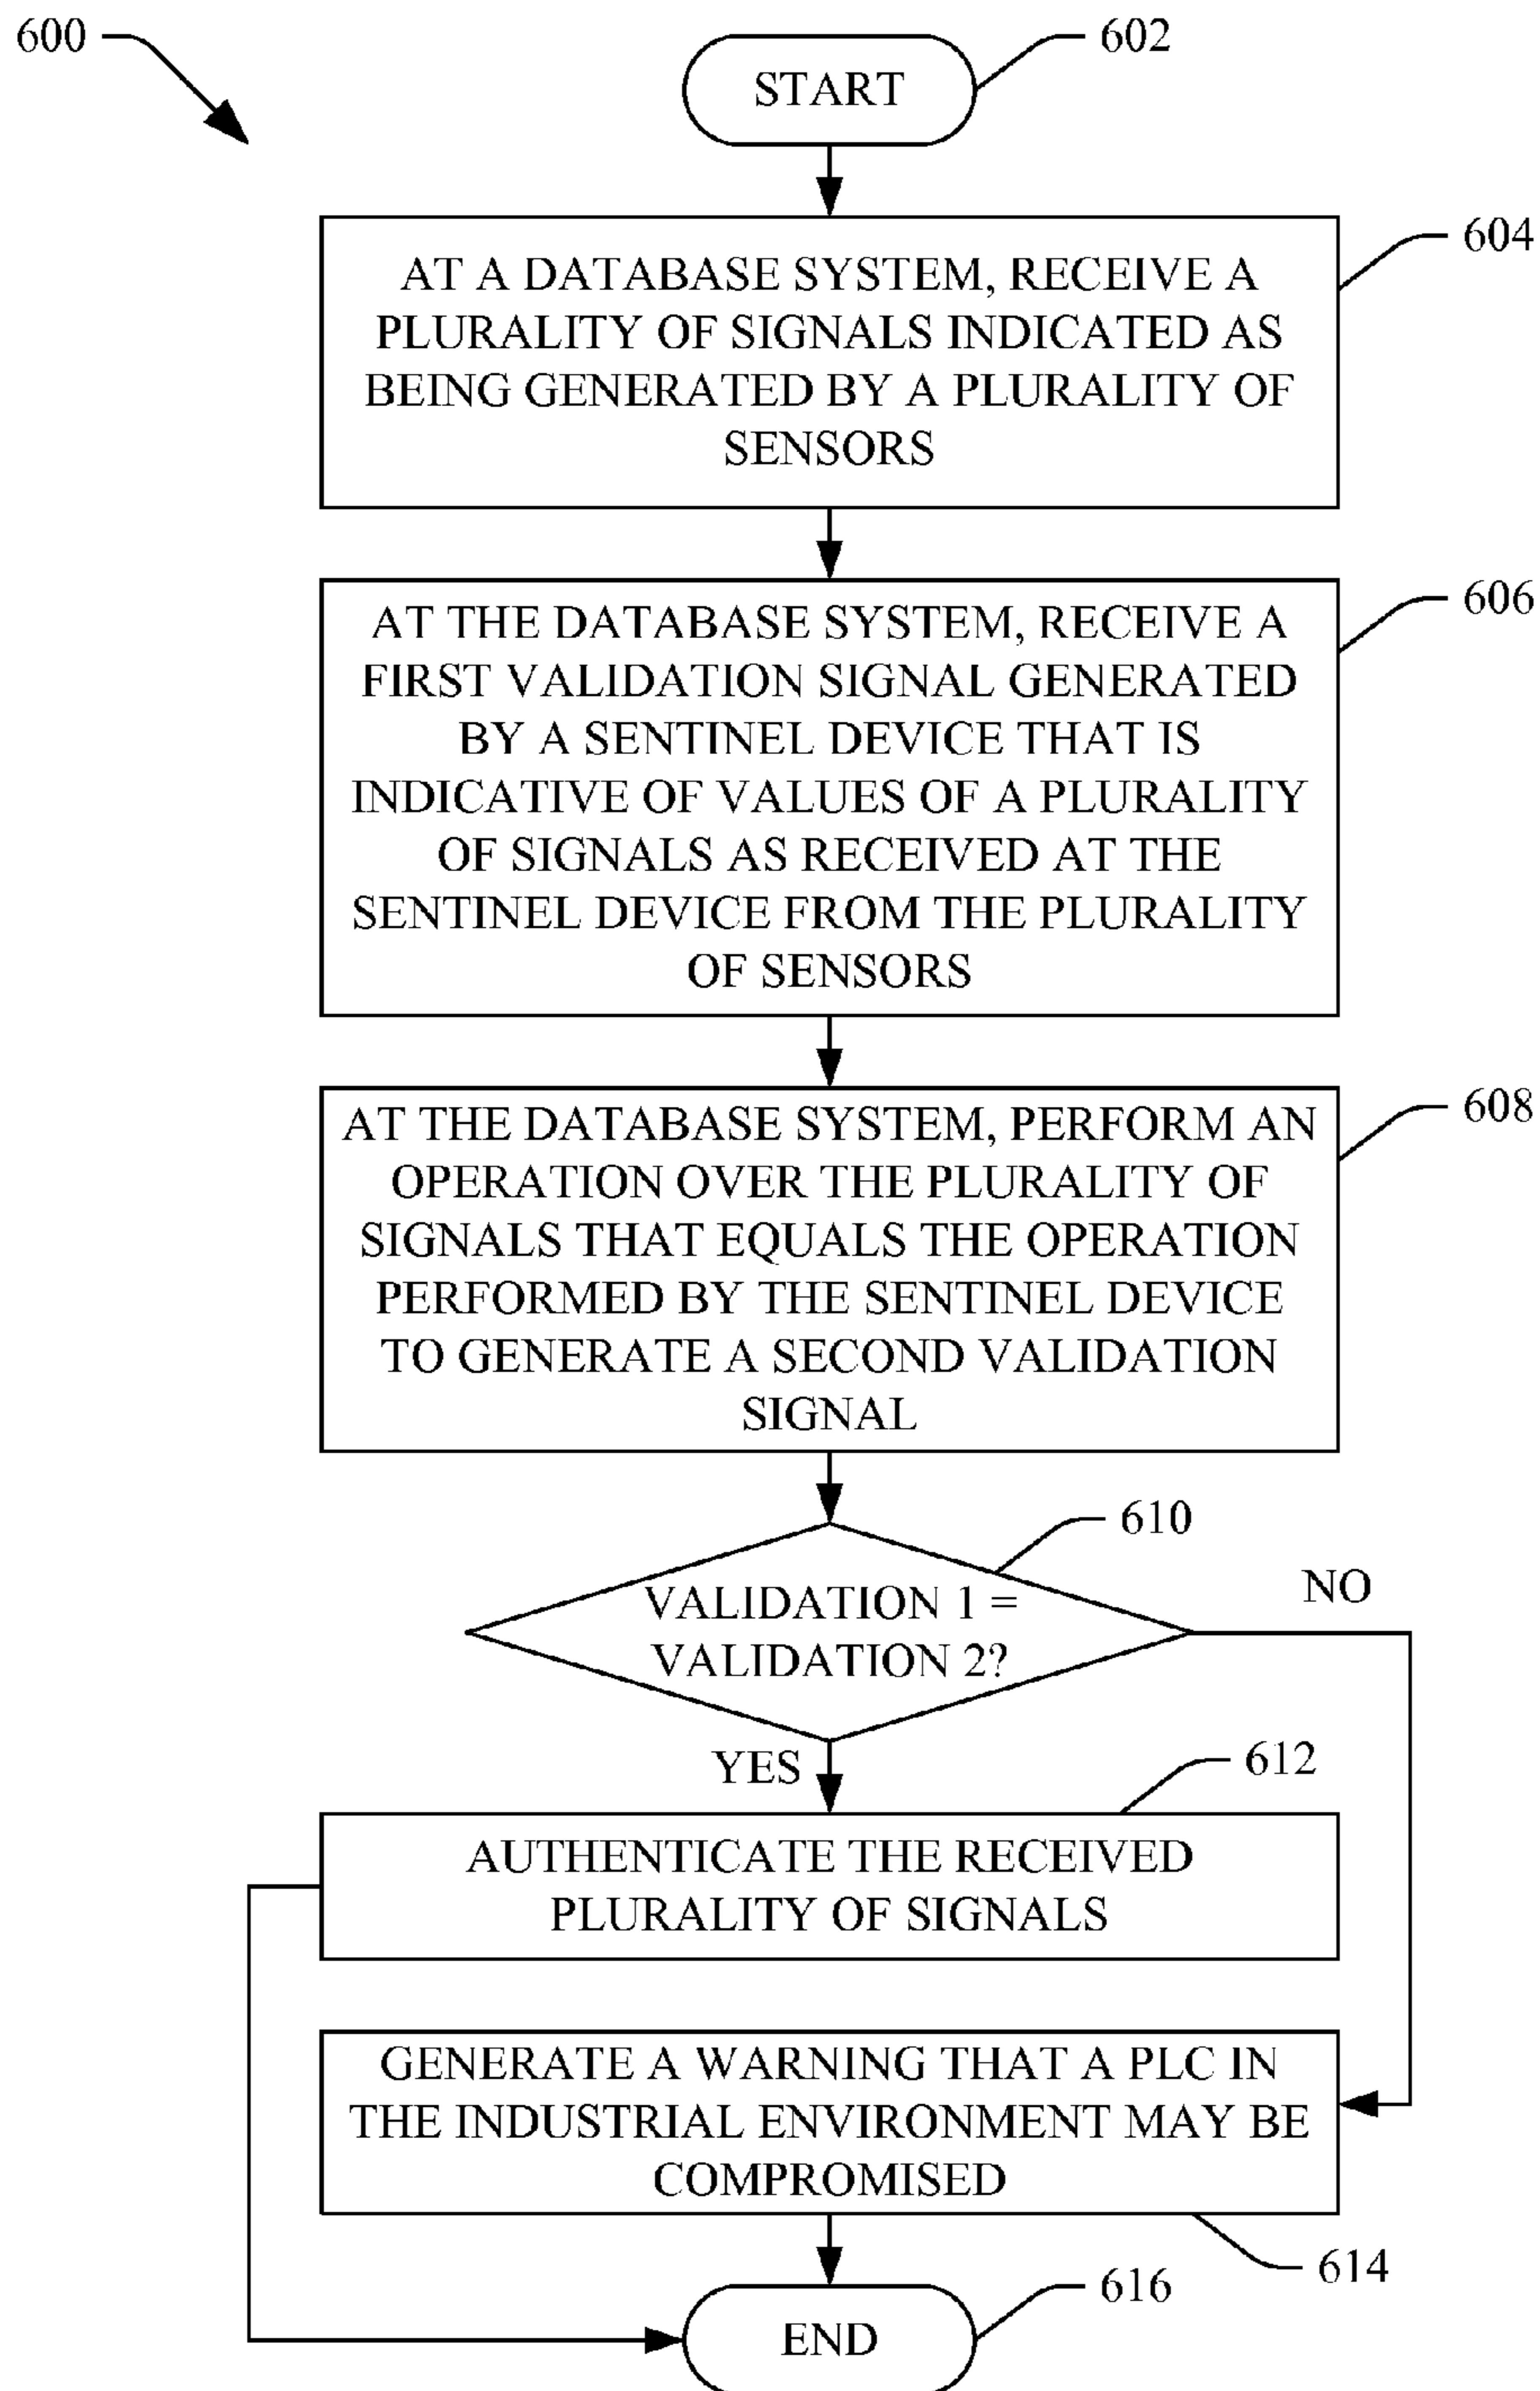 600
602
START
604
AT A DATABASE SYSTEM, RECEIVE A
PLURALITY OF SIGNALS INDICATED AS
BEING GENERATED BY A PLURALITY OF
SENSORS
606
AT THE DATABASE SYSTEM, RECEIVE A
FIRST VALIDATION SIGNAL GENERATED
BY A SENTINEL DEVICE THAT IS
INDICATIVE OF VALUES OF A PLURALITY
OF SIGNALS AS RECEIVED AT THE
SENTINEL DEVICE FROM THE PLURALITY
OF SENSORS
608
AT THE DATABASE SYSTEM, PERFORM AN
OPERATION OVER THE PLURALITY OF
SIGNALS THAT EQUALS THE OPERATION
PERFORMED BY THE SENTINEL DEVICE
TO GENERATE A SECOND VALIDATION
SIGNAL
610
VALIDATION 1 =
VALIDATION 2?
NO
YES
612
AUTHENTICATE THE RECEIVED
PLURALITY OF SIGNALS
GENERATE A WARNING THAT A PLC IN
THE INDUSTRIAL ENVIRONMENT MAY BE
COMPROMISED
614
616
END